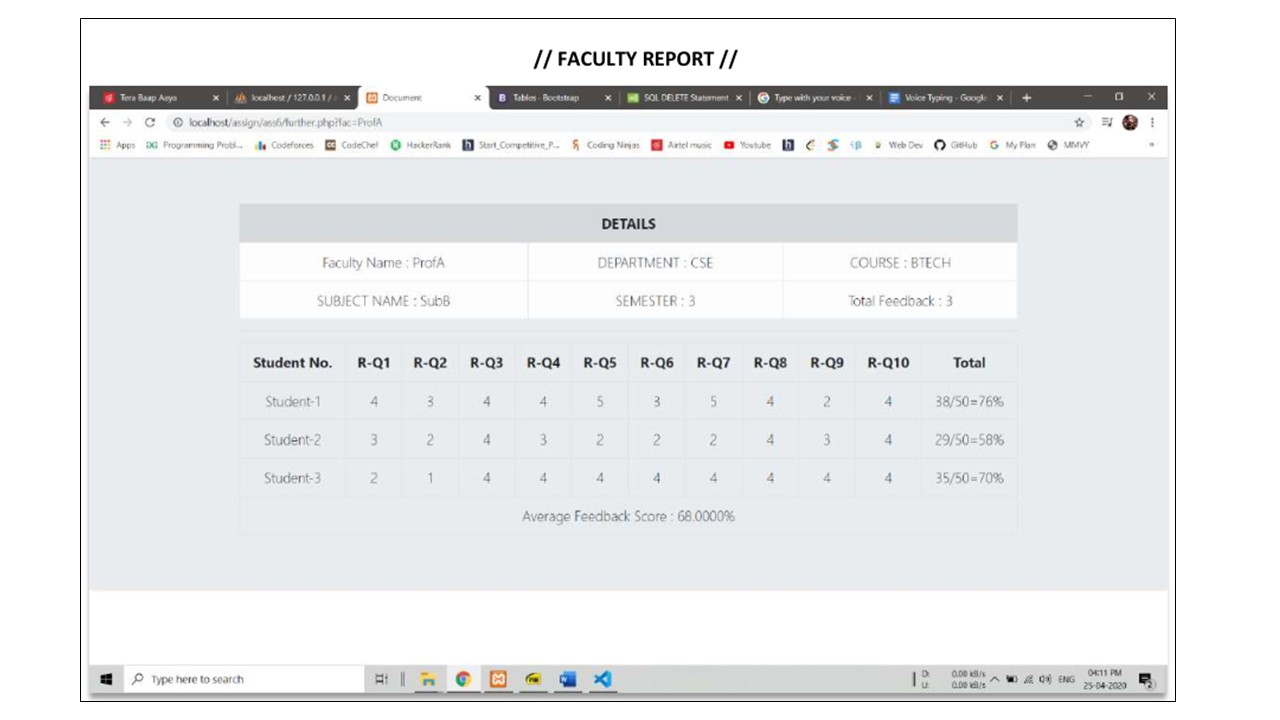 // FACULTY REPORT //
Tera Baap Aaya
localhost / 127.0.0.1 /
Document
Tables · Bootstrap
SQL DELETE Statement
Type with your voice
Voice Typing - Google
localhost/assign/ass6/further.php?fac=ProfA
Apps DG Programming Probl... Codeforces CC CodeChef HackerRank h Start_Competitive_P... Coding Ninjas Airtel music Youtube h Web Dev GitHub My Plan MMVY »
DETAILS
Faculty Name : ProfA DEPARTMENT : CSE COURSE : BTECH
SUBJECT NAME : SubB SEMESTER : 3 Total Feedback : 3
Student No. R-Q1 R-Q2 R-Q3 R-Q4 R-Q5 R-Q6 R-Q7 R-Q8 R-Q9 R-Q10 Total
Student-1 4 3 4 4 5 3 5 4 2 4 38/50=76%
Student-2 3 2 4 3 2 2 2 4 3 4 29/50=58%
Student-3 2 1 4 4 4 4 4 4 4 4 35/50=70%
Average Feedback Score : 68.0000%
Type here to search
D: 0.00 kB/s
U: 0.00 kB/s
ENG
04:11 PM
25-04-2020
2